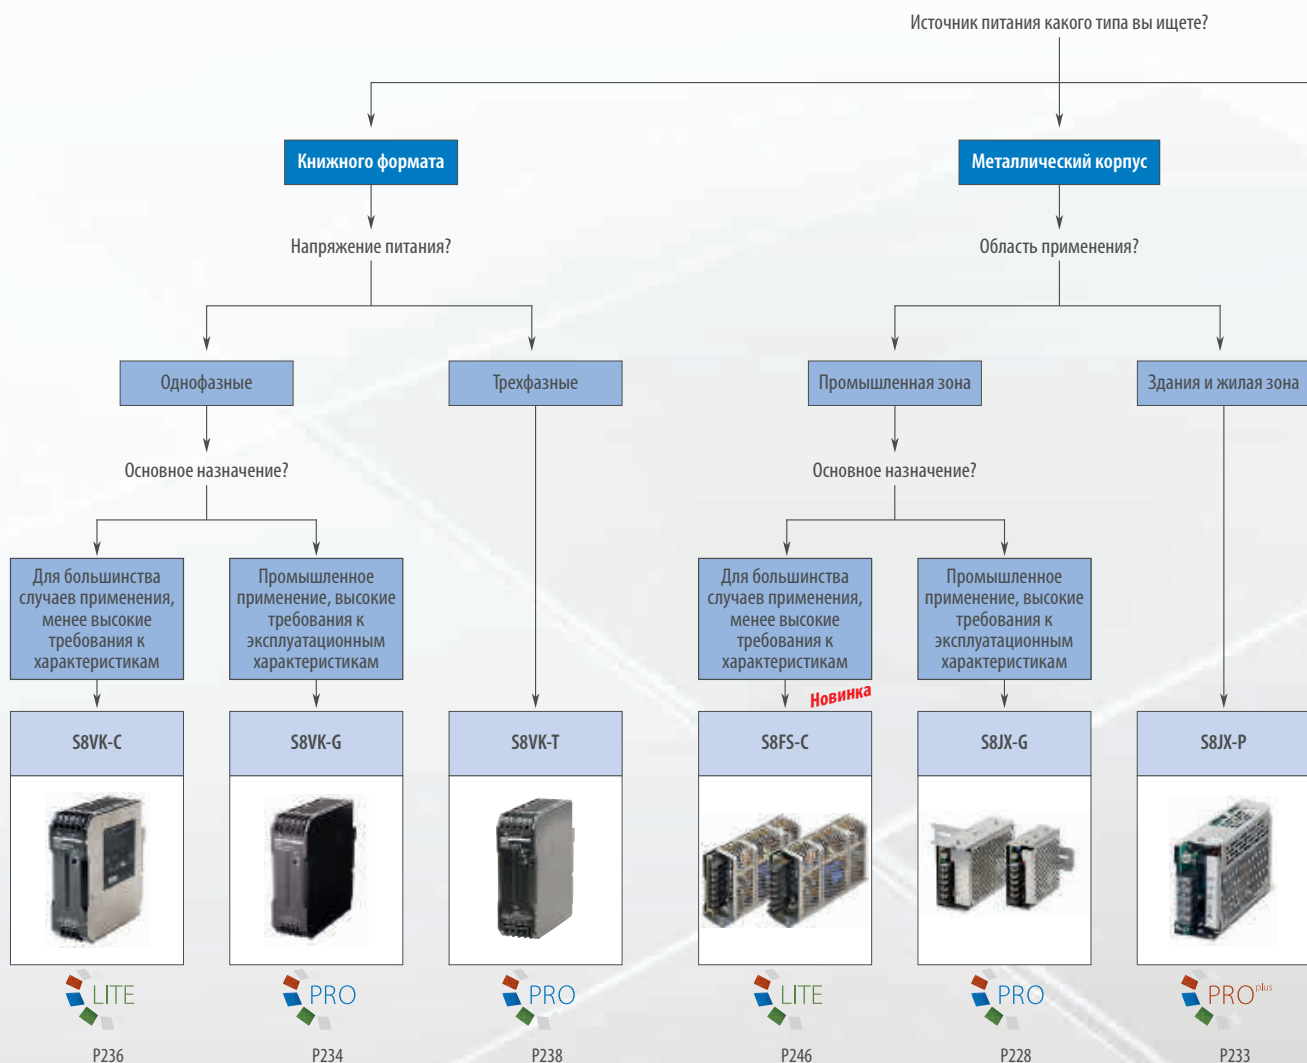 Источник питания какого типа вы ищете?
Книжного формата
Металлический корпус
Напряжение питания?
Область применения?
Однофазные
Трехфазные
Промышленная зона
Здания и жилая зона
Основное назначение?
Основное назначение?
Для большинства
случаев применения,
менее высокие
требования к
характеристикам
Промышленное
применение, высокие
требования к
эксплуатационным
характеристикам
Для большинства
случаев применения,
менее высокие
требования к
характеристикам
Промышленное
применение, высокие
требования к
эксплуатационным
характеристикам
Новинка
S8VK-C
S8VK-G
S8VK-T
S8FS-C
S8JX-G
S8JX-P
LITE
PRO
PRO
LITE
PRO
PROplus
P236
P234
P238
P246
P228
P233